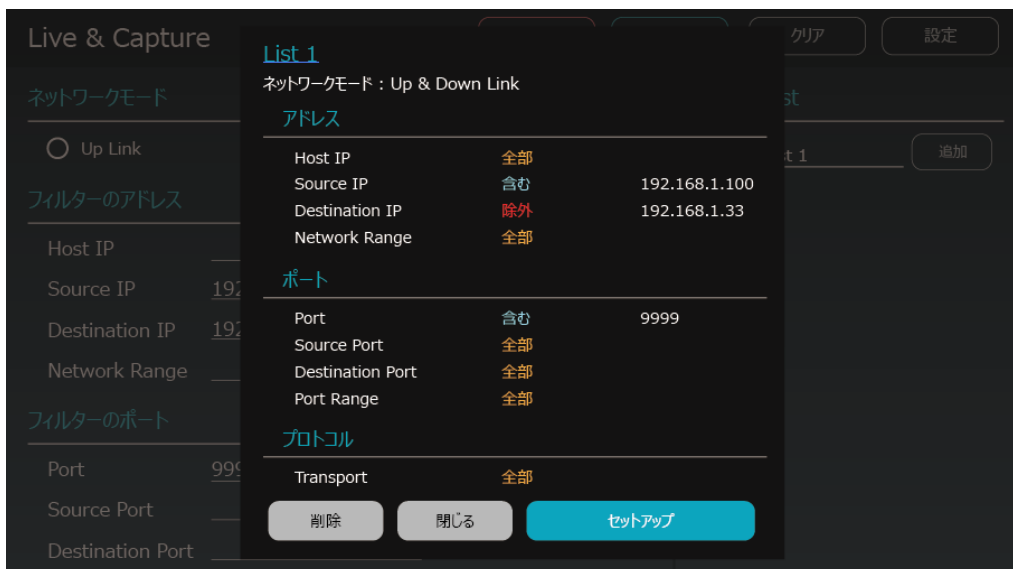 Live & Capture
クリア
設定
ネットワークモード
st
Up Link
t 1
追加
フィルターのアドレス
Host IP
Source IP
192
Destination IP
192
Network Range
フィルターのポート
Port
999
Source Port
Destination Port
List 1
ネットワークモード：Up & Down Link
アドレス
Host IP 全部
Source IP 含む 192.168.1.100
Destination IP 除外 192.168.1.33
Network Range 全部
ポート
Port 含む 9999
Source Port 全部
Destination Port 全部
Port Range 全部
プロトコル
Transport 全部
削除
閉じる
セットアップ